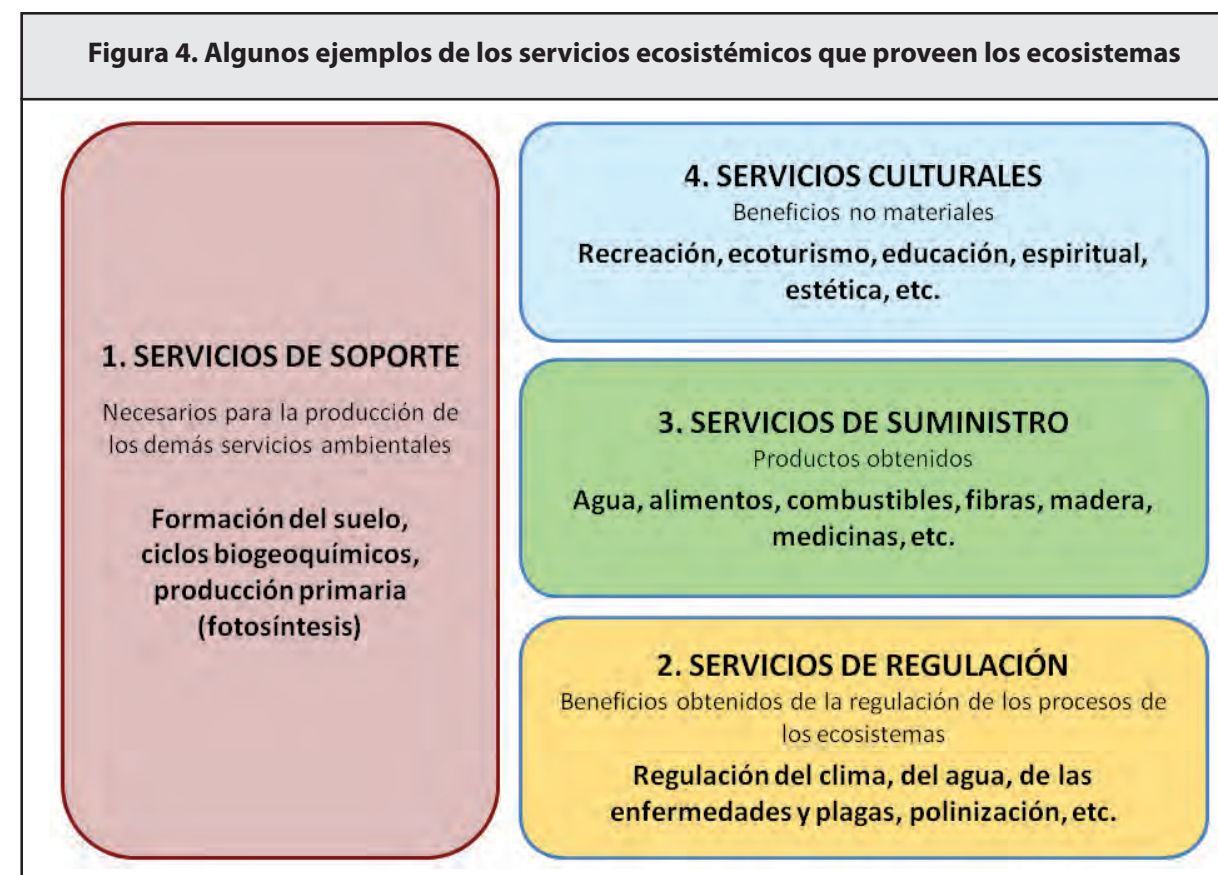 Figura 4. Algunos ejemplos de los servicios ecosistémicos que proveen los ecosistemas
1. SERVICIOS DE SOPORTE
Necesarios para la producción de
los demás servicios ambientales
Formación del suelo,
ciclos biogeoquímicos,
producción primaria
(fotosíntesis)
4. SERVICIOS CULTURALES
Beneficios no materiales
Recreación, ecoturismo, educación, espiritual,
estética, etc.
3. SERVICIOS DE SUMINISTRO
Productos obtenidos
Agua, alimentos, combustibles, fibras, madera,
medicinas, etc.
2. SERVICIOS DE REGULACIÓN
Beneficios obtenidos de la regulación de los procesos de
los ecosistemas
Regulación del clima, del agua, de las
enfermedades y plagas, polinización, etc.